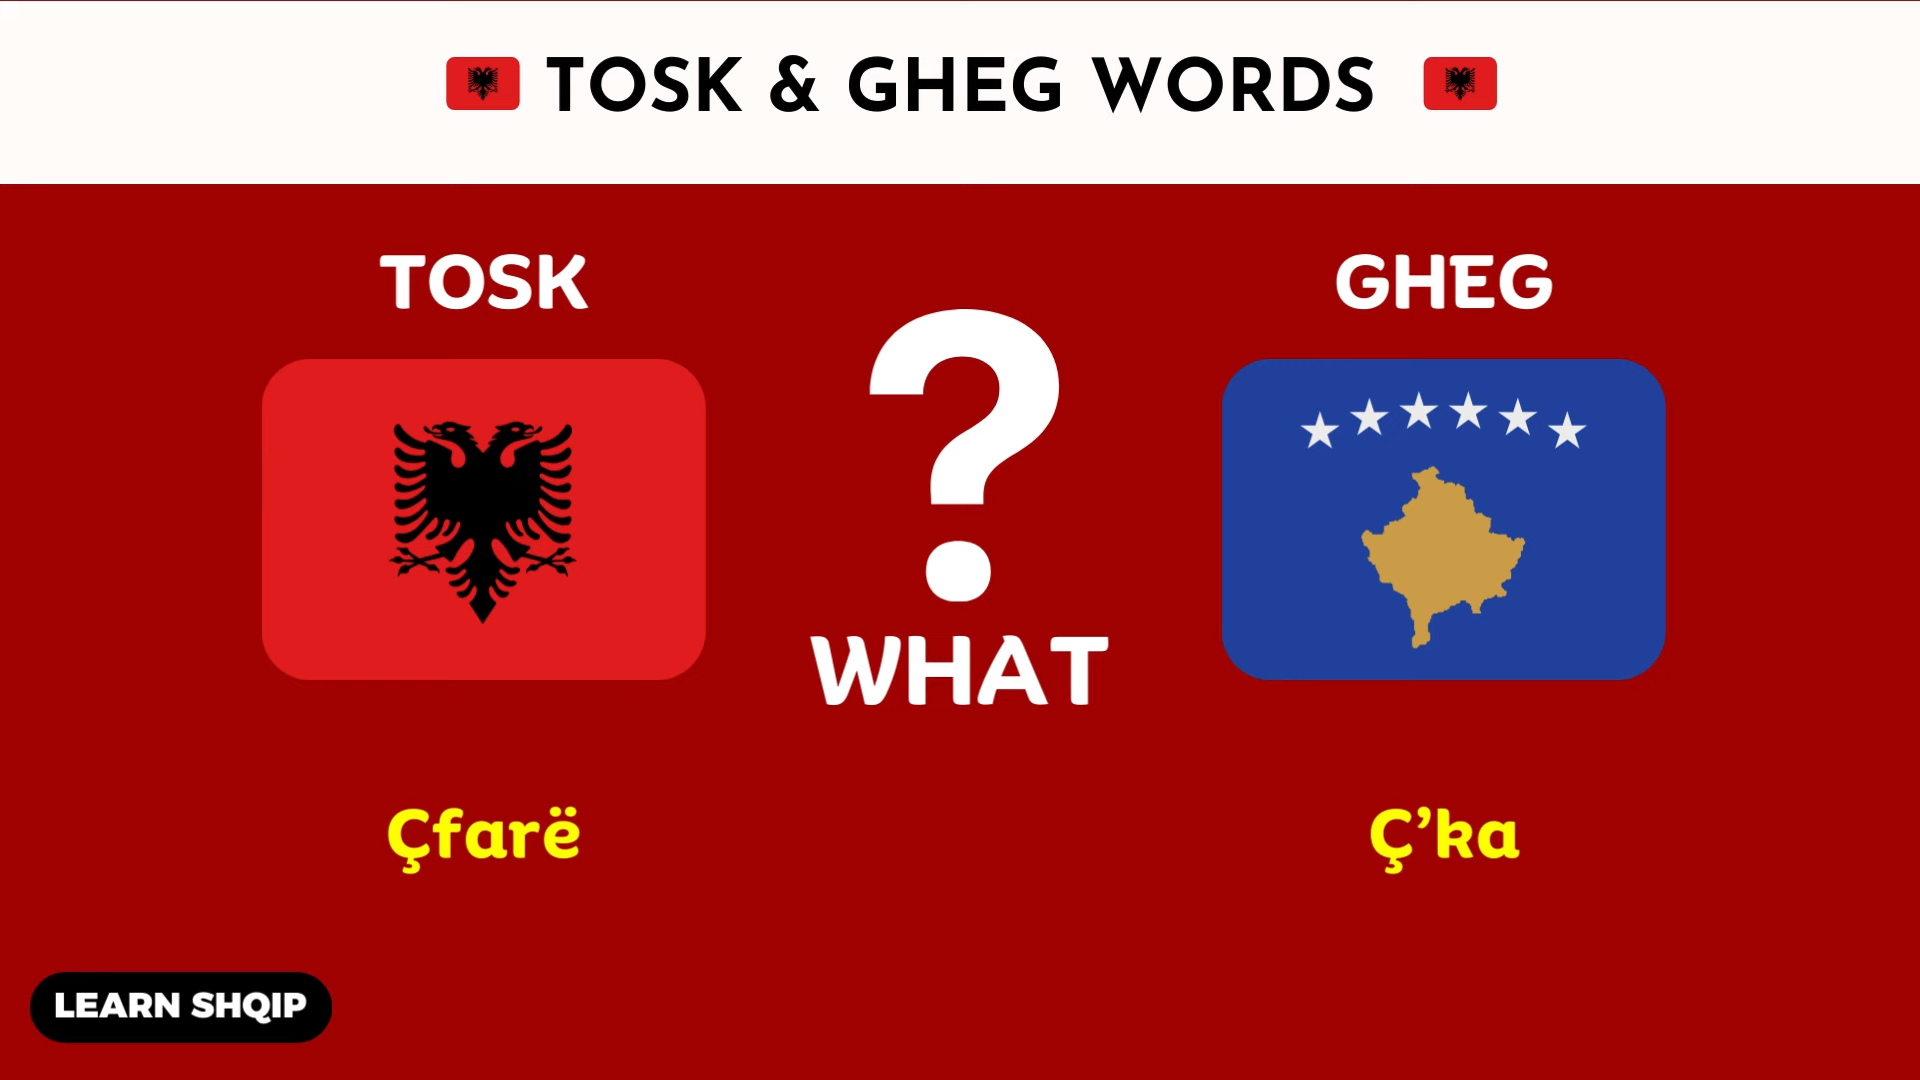 TOSK & GHEG WORDS
TOSK
GHEG
?
WHAT
Çfarë
Ç’ka
LEARN SHQIP